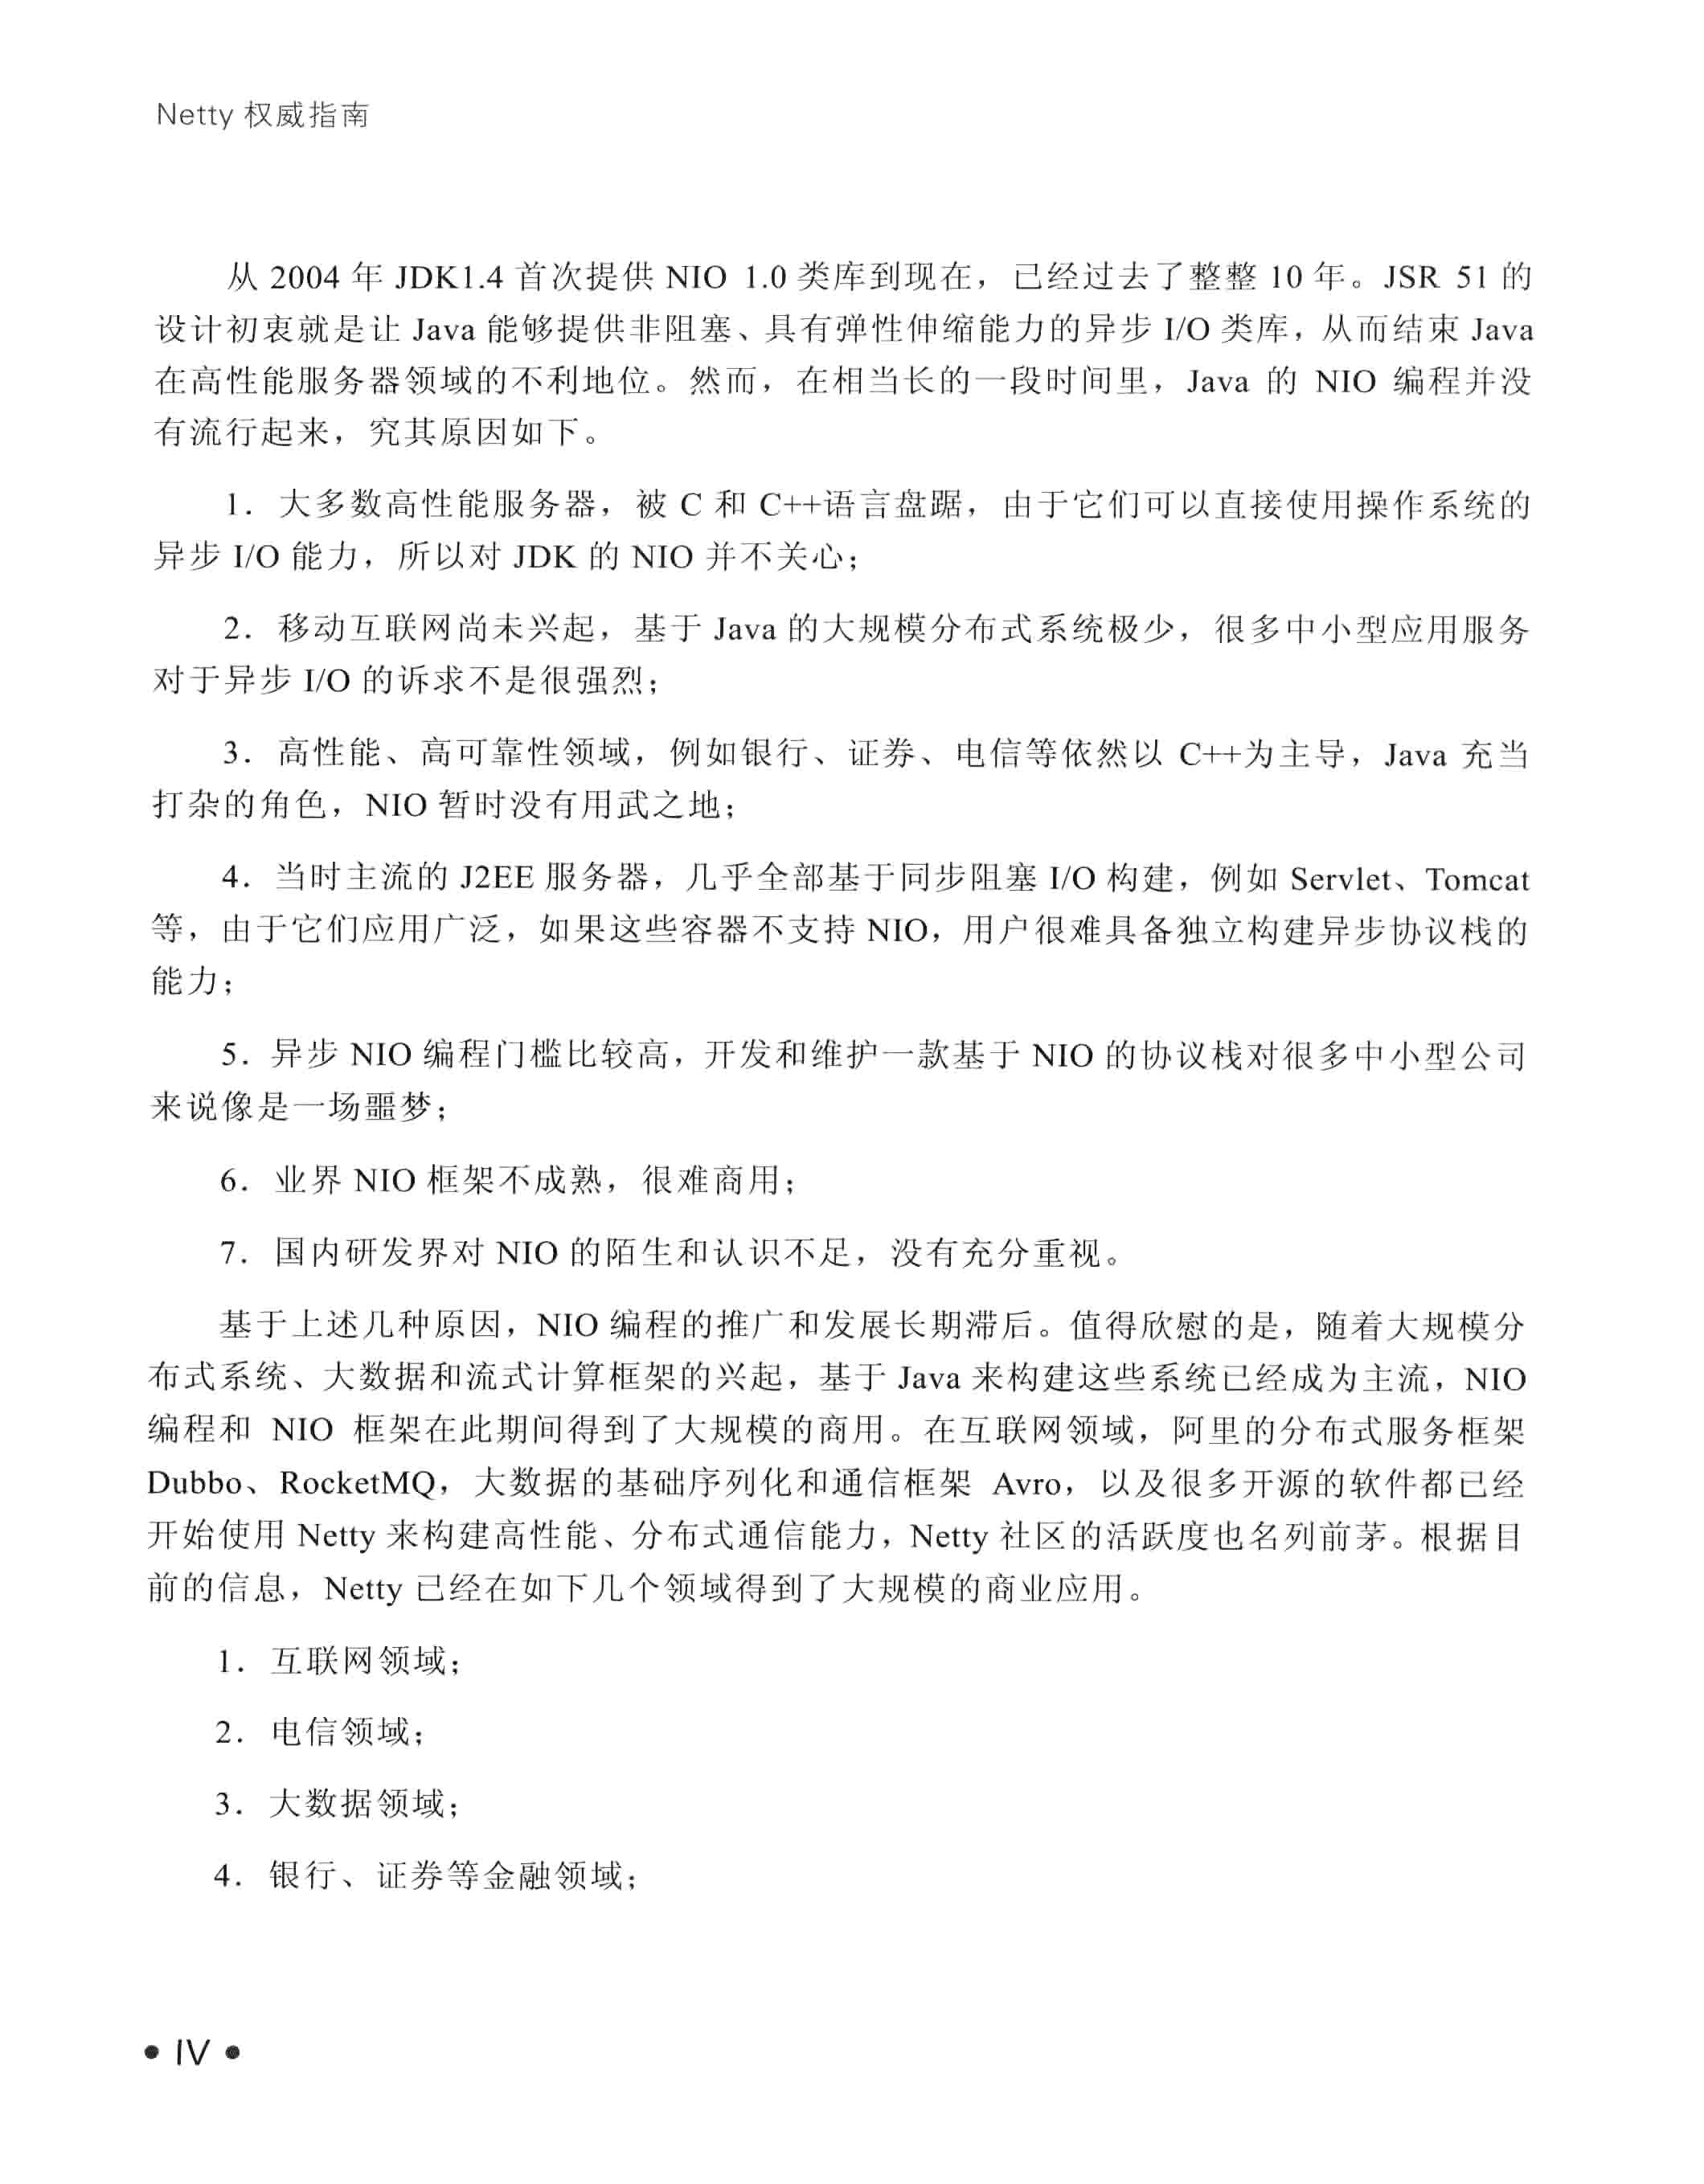 Netty 权威指南
从 2004 年 JDK1.4 首次提供 NIO 1.0 类库到现在，已经过去了整整 10 年。JSR 51 的
设计初衷就是让 Java 能够提供非阻塞、具有弹性伸缩能力的异步 I/O 类库，从而结束 Java
在高性能服务器领域的不利地位。然而，在相当长的一段时间里，Java 的 NIO 编程并没
有流行起来，究其原因如下。
1．大多数高性能服务器，被 C 和 C++语言盘踞，由于它们可以直接使用操作系统的
异步 I/O 能力，所以对 JDK 的 NIO 并不关心；
2．移动互联网尚未兴起，基于 Java 的大规模分布式系统极少，很多中小型应用服务
对于异步 I/O 的诉求不是很强烈；
3．高性能、高可靠性领域，例如银行、证券、电信等依然以 C++为主导，Java 充当
打杂的角色，NIO 暂时没有用武之地；
4．当时主流的 J2EE 服务器，几乎全部基于同步阻塞 I/O 构建，例如 Servlet、Tomcat
等，由于它们应用广泛，如果这些容器不支持 NIO，用户很难具备独立构建异步协议栈的
能力；
5．异步 NIO 编程门槛比较高，开发和维护一款基于 NIO 的协议栈对很多中小型公司
来说像是一场噩梦；
6．业界 NIO 框架不成熟，很难商用；
7．国内研发界对 NIO 的陌生和认识不足，没有充分重视。
基于上述几种原因，NIO 编程的推广和发展长期滞后。值得欣慰的是，随着大规模分
布式系统、大数据和流式计算框架的兴起，基于 Java 来构建这些系统已经成为主流，NIO
编程和 NIO 框架在此期间得到了大规模的商用。在互联网领域，阿里的分布式服务框架
Dubbo、RocketMQ，大数据的基础序列化和通信框架 Avro，以及很多开源的软件都已经
开始使用 Netty 来构建高性能、分布式通信能力，Netty 社区的活跃度也名列前茅。根据目
前的信息，Netty 已经在如下几个领域得到了大规模的商业应用。
1．互联网领域；
2．电信领域；
3．大数据领域；
4．银行、证券等金融领域；
• IV •